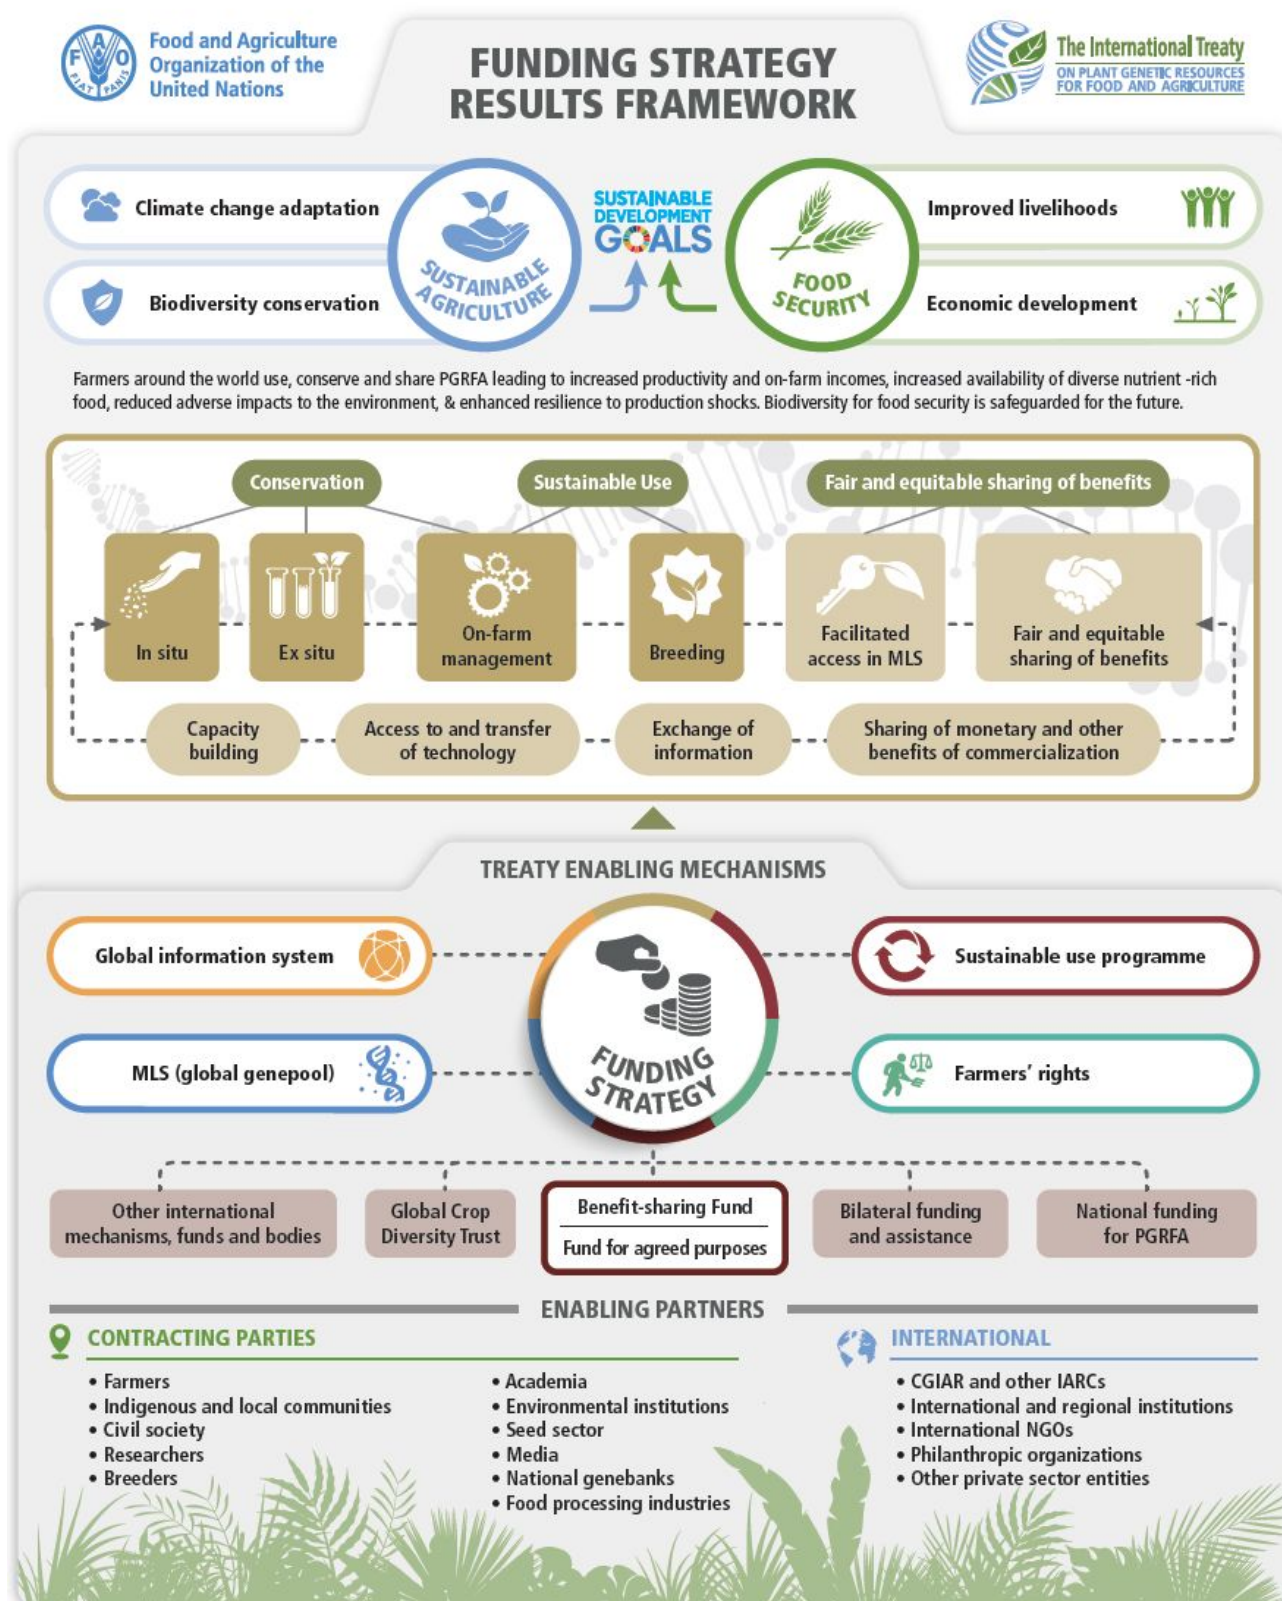 Food and Agriculture
Organization of the
United Nations
F A O
FIAT PANIS
FUNDING STRATEGY
RESULTS FRAMEWORK
The International Treaty
ON PLANT GENETIC RESOURCES
FOR FOOD AND AGRICULTURE
Climate change adaptation
Biodiversity conservation
SUSTAINABLE
AGRICULTURE
SUSTAINABLE
DEVELOPMENT
GOALS
FOOD
SECURITY
Improved livelihoods
Economic development
Farmers around the world use, conserve and share PGRFA leading to increased productivity and on-farm incomes, increased availability of diverse nutrient -rich
food, reduced adverse impacts to the environment, & enhanced resilience to production shocks. Biodiversity for food security is safeguarded for the future.
Conservation
Sustainable Use
Fair and equitable sharing of benefits
In situ
Ex situ
On-farm
management
Breeding
Facilitated
access in MLS
Fair and equitable
sharing of benefits
Capacity
building
Access to and transfer
of technology
Exchange of
information
Sharing of monetary and other
benefits of commercialization
TREATY ENABLING MECHANISMS
Global information system
MLS (global genepool)
FUNDING
STRATEGY
Sustainable use programme
Farmers' rights
Other international
mechanisms, funds and bodies
Global Crop
Diversity Trust
Benefit-sharing Fund
Fund for agreed purposes
Bilateral funding
and assistance
National funding
for PGRFA
ENABLING PARTNERS
CONTRACTING PARTIES
• Farmers
• Indigenous and local communities
• Civil society
• Researchers
• Breeders
• Academia
• Environmental institutions
• Seed sector
• Media
• National genebanks
• Food processing industries
INTERNATIONAL
• CGIAR and other IARCs
• International and regional institutions
• International NGOs
• Philanthropic organizations
• Other private sector entities